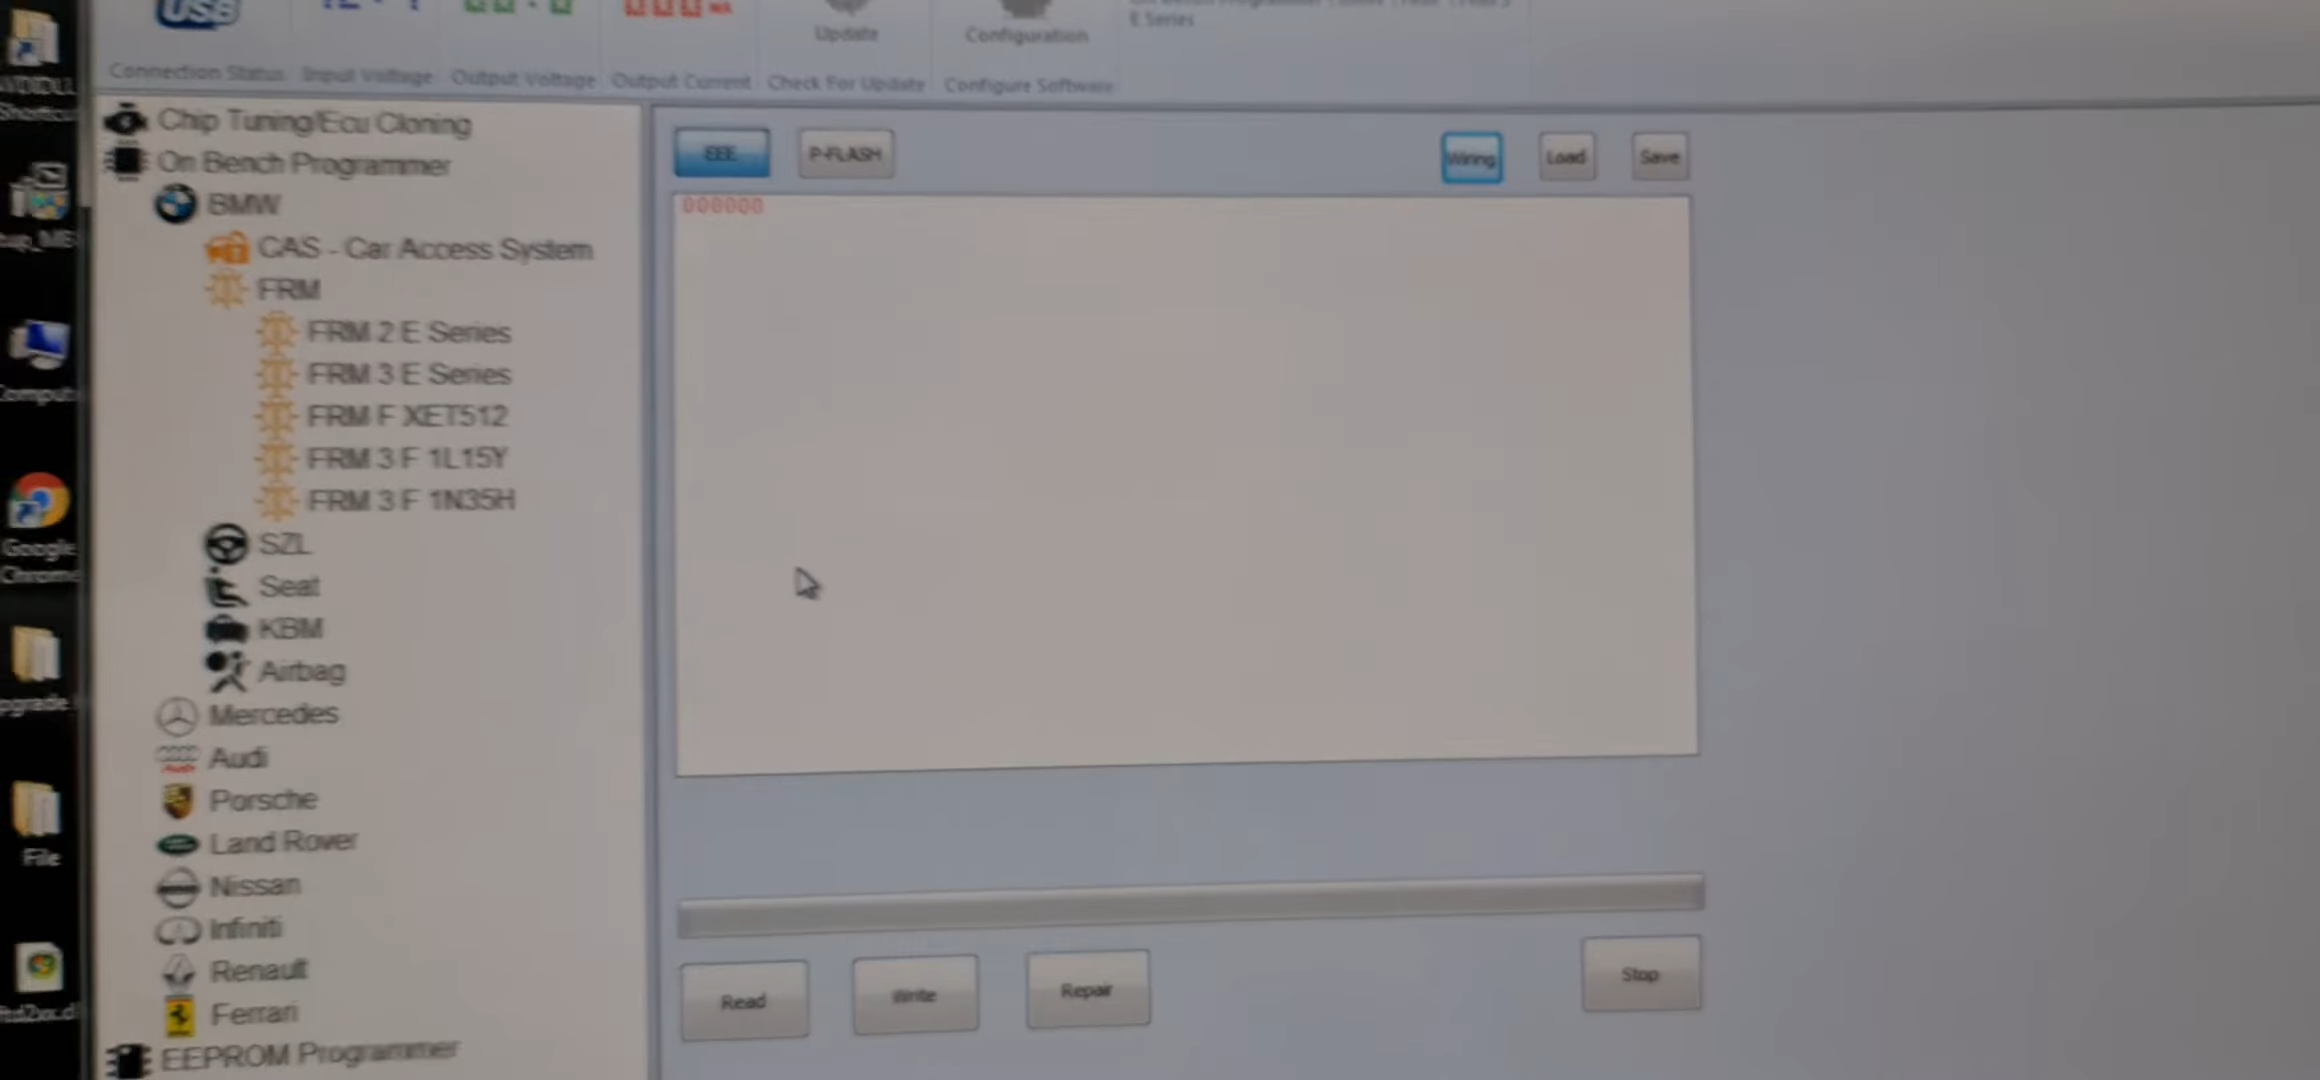 USB
Update
Configuration
E Series
Connection Status
Input Voltage
Output Voltage
Output Current
Check For Update
Configure Software
Chip Tuning/Ecu Cloning
On Bench Programmer
BMW
CAS - Car Access System
FRM
FRM 2 E Series
FRM 3 E Series
FRM F XET512
FRM 3 F 1L15Y
FRM 3 F 1N35H
SZL
Seat
KBM
Airbag
Mercedes
Audi
Porsche
Land Rover
Nissan
Infiniti
Renault
Ferrari
EEPROM Programmer
EEE
P-FLASH
Wiring
Load
Save
000000
Read
Write
Repair
Stop
Google
Chrome
File